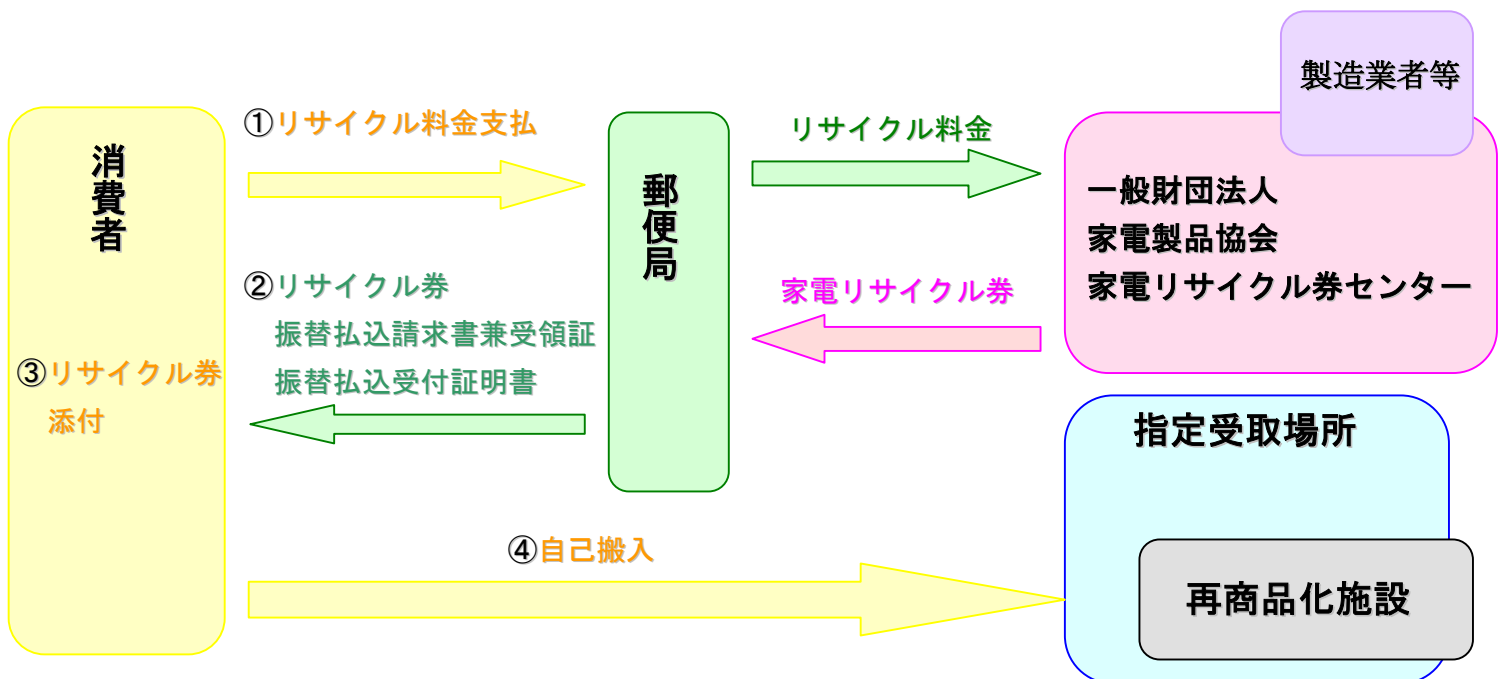 消費者
①リサイクル料金支払
②リサイクル券
振替払込請求書兼受領証
振替払込受付証明書
③リサイクル券
添付
郵便局
リサイクル料金
家電リサイクル券
製造業者等
一般財団法人
家電製品協会
家電リサイクル券センター
④自己搬入
指定受取場所
再商品化施設